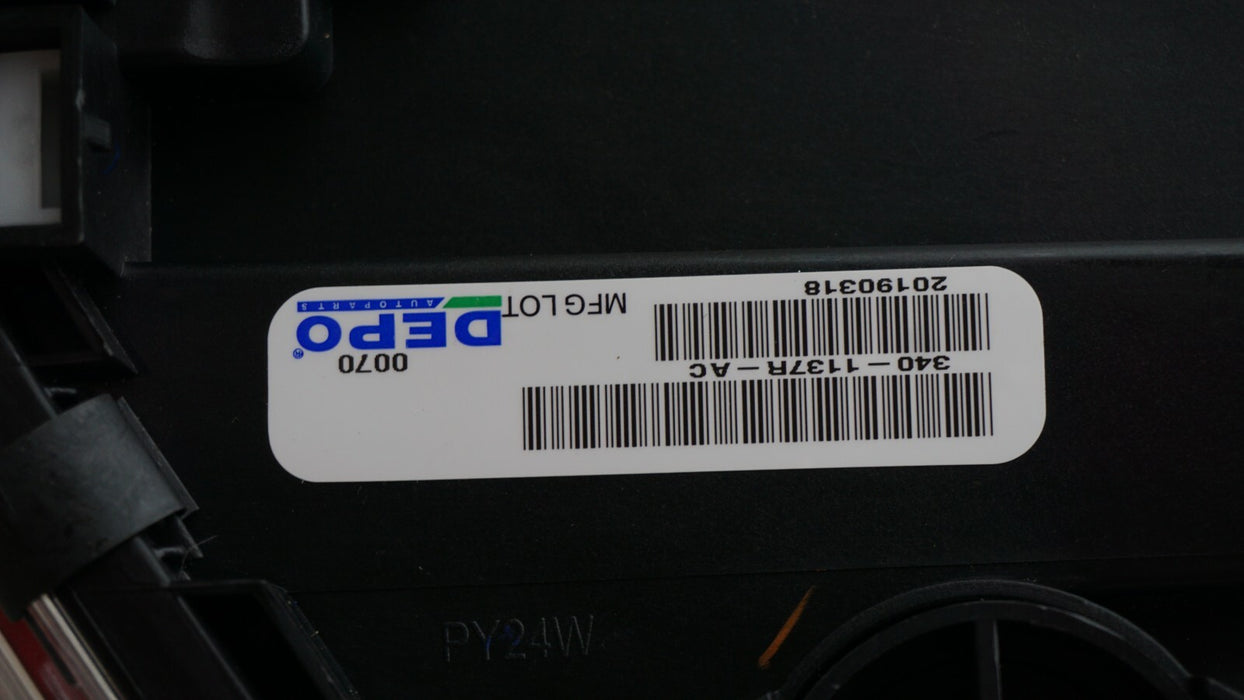 340-1137R-AC
20190318
MFG LOT
0070
DEPO®
AUTOPARTS
PY24W